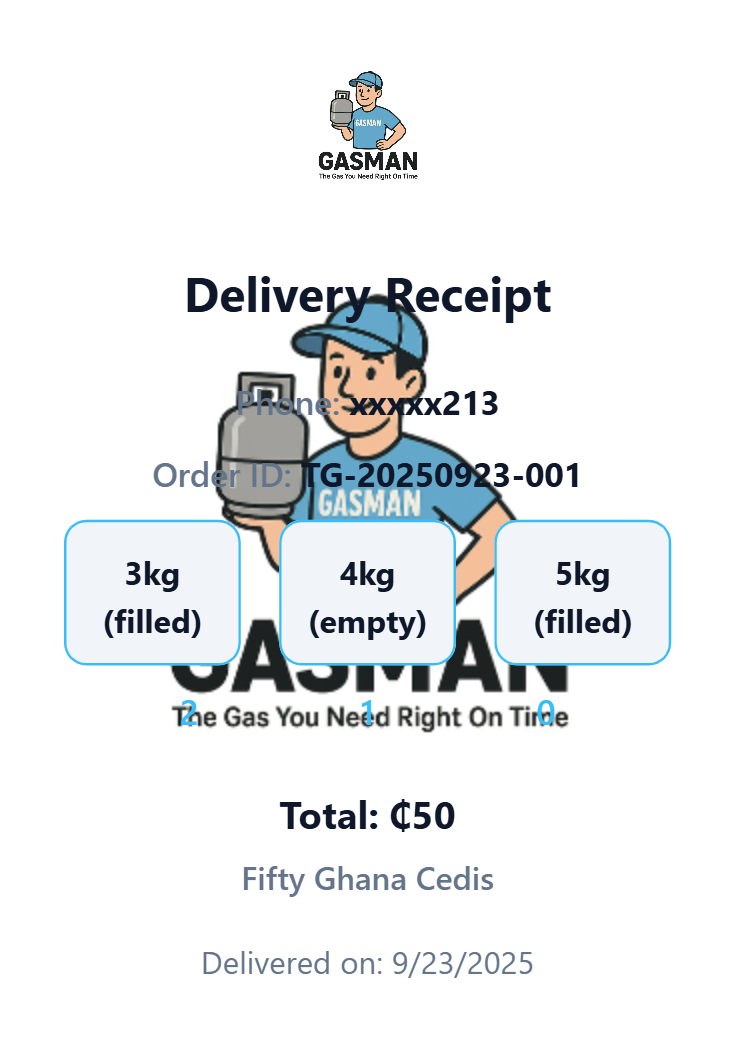 GASMAN
GASMAN
The Gas You Need Right On Time
Delivery Receipt
Phone: xxxxx213
Order ID: TG-20250923-001
GASMAN
3kg (filled)
4kg (empty)
5kg (filled)
GASMAN
The Gas You Need Right On Time
2 1 0
Total: ₵50
Fifty Ghana Cedis
Delivered on: 9/23/2025